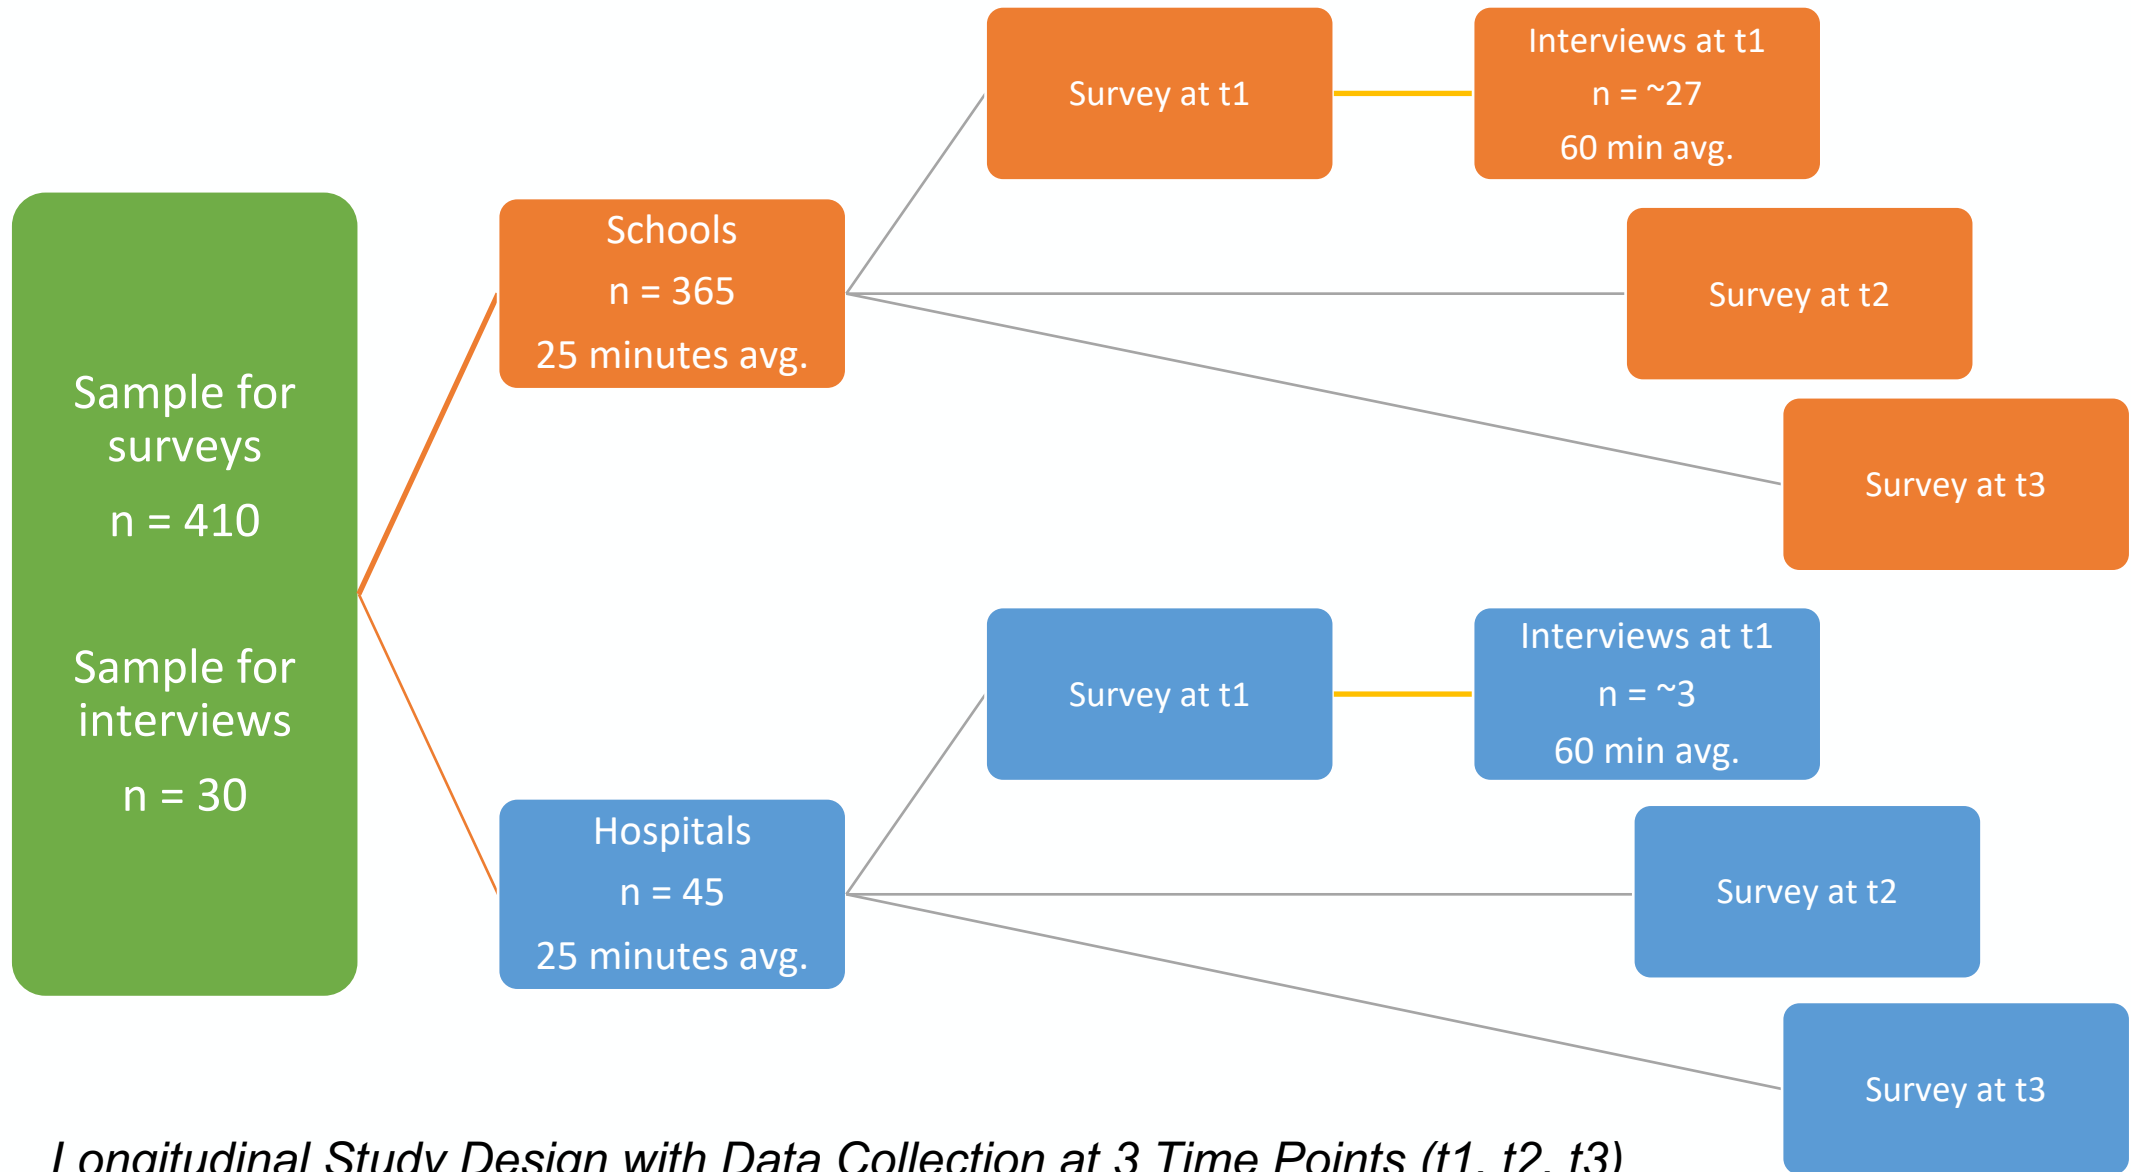 Sample for
surveys
n = 410
Sample for
interviews
n = 30
Schools
n = 365
25 minutes avg.
Survey at t1
Interviews at t1
n = ~27
60 min avg.
Survey at t2
Survey at t3
Hospitals
n = 45
25 minutes avg.
Survey at t1
Interviews at t1
n = ~3
60 min avg.
Survey at t2
Survey at t3
Longitudinal Study Design with Data Collection at 3 Time Points (t1, t2, t3)